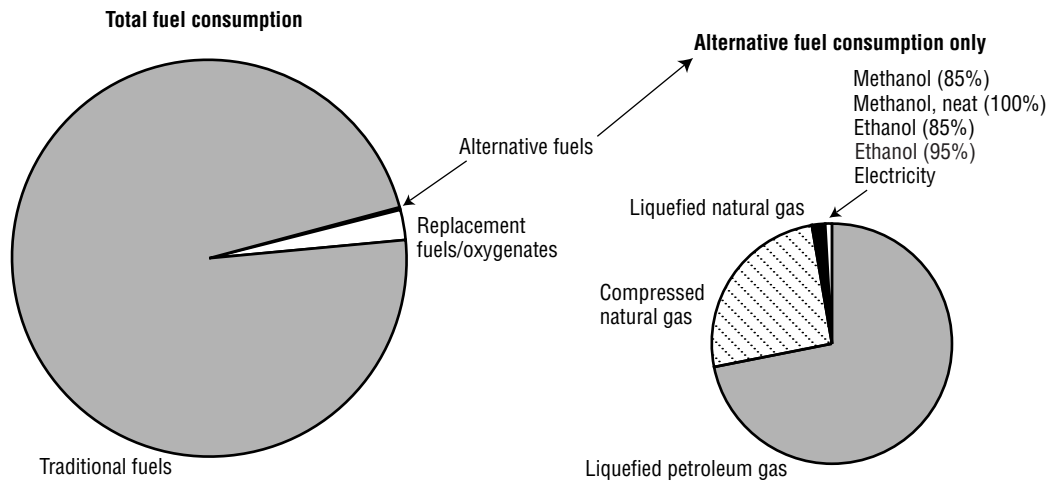 Total fuel consumption
Alternative fuel consumption only
Methanol (85%)
Methanol, neat (100%)
Ethanol (85%)
Ethanol (95%)
Electricity
Alternative fuels
Liquefied natural gas
Replacement
fuels/oxygenates
Compressed
natural gas
Traditional fuels
Liquefied petroleum gas